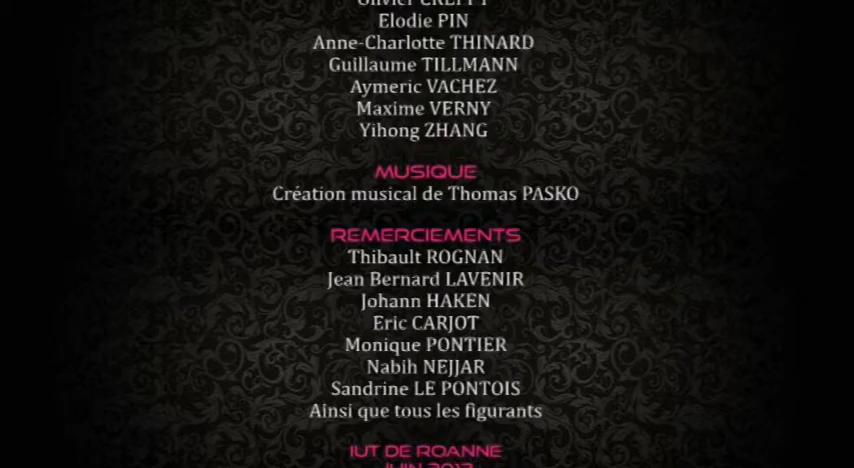 Elodie PIN
Anne-Charlotte THINARD
Guillaume TILLMANN
Aymeric VACHEZ
Maxime VERNY
Yihong ZHANG
MUSIQUE
Création musical de Thomas PASKO
REMERCIEMENTS
Thibault ROGNAN
Jean Bernard LAVENIR
Johann HAKEN
Eric CARJOT
Monique PONTIER
Nabih NEJJAR
Sandrine LE PONTOIS
Ainsi que tous les figurants
IUT DE ROANNE
JUIN